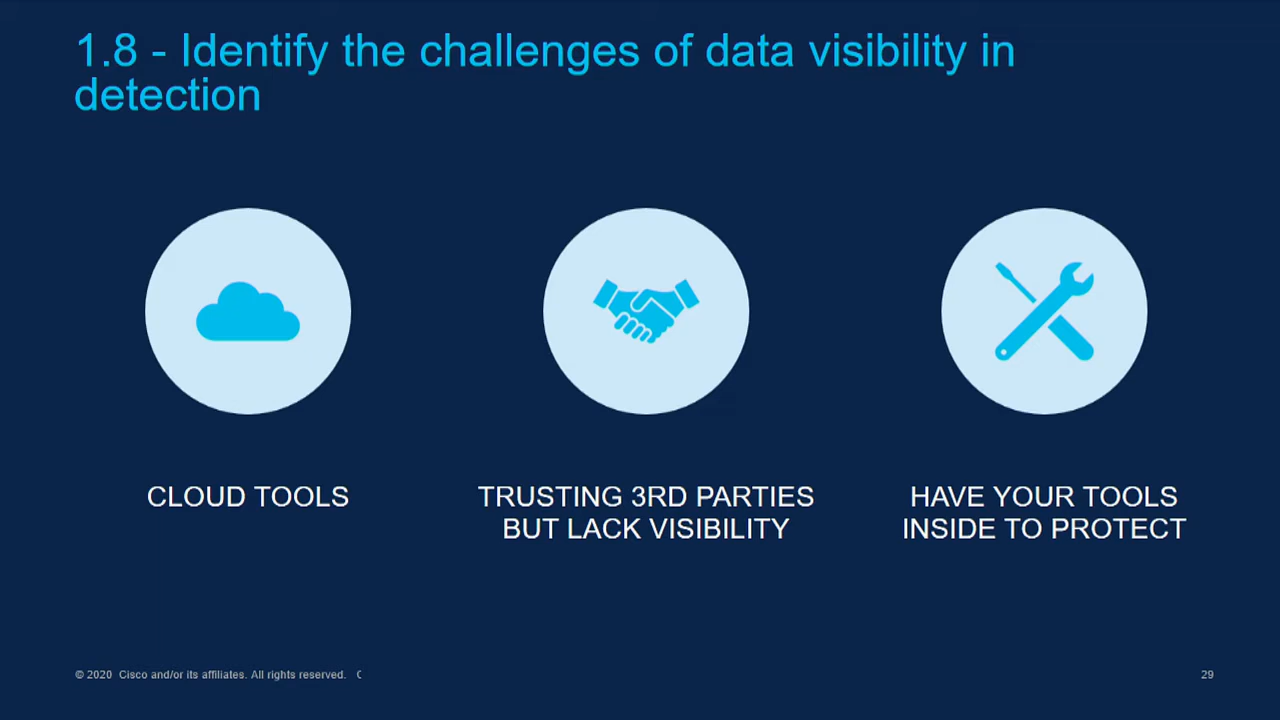 1.8 - Identify the challenges of data visibility in
detection
CLOUD TOOLS
TRUSTING 3RD PARTIES
BUT LACK VISIBILITY
HAVE YOUR TOOLS
INSIDE TO PROTECT
© 2020 Cisco and/or its affiliates. All rights reserved.
29